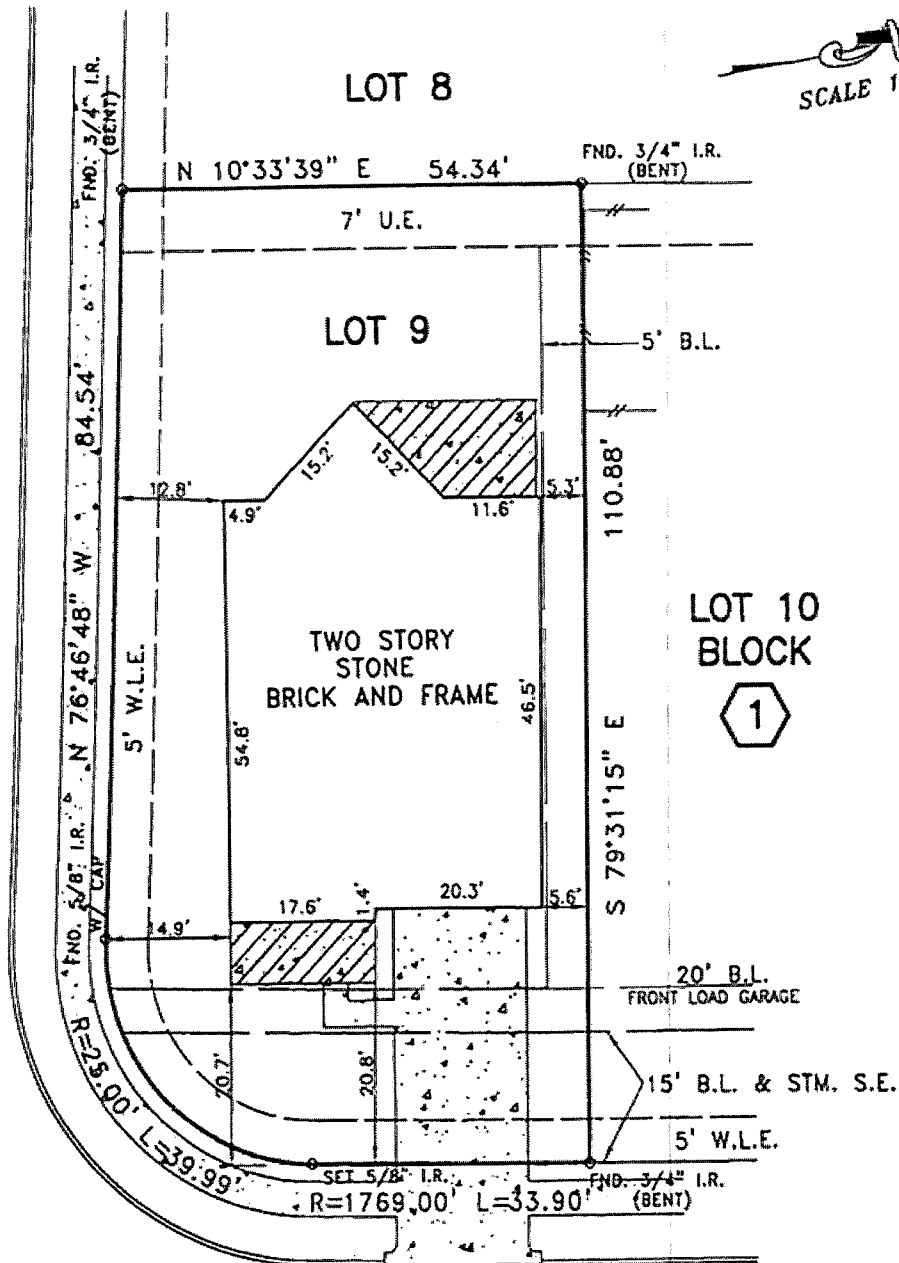 LOT 8
SCALE 1
FND. 3/4" I.R.
(BENT)
N 10°33'39" E 54.34'
FND. 3/4" I.R.
(BENT)
7' U.E.
LOT 9
5' B.L.
84.54'
N 76°46'48" W
15.2'
15.2'
12.8'
4.9'
11.6'
5.3'
110.88'
S 79°31'15" E
LOT 10
BLOCK
1
TWO STORY
STONE
BRICK AND FRAME
5' W.L.E.
54.8'
46.5'
FND. 5/8" I.R.
W/ CAP
17.6'
1.4'
20.3'
5.6'
14.9'
20' B.L.
FRONT LOAD GARAGE
20.7'
20.8'
15' B.L. & STM. S.E.
5' W.L.E.
R=25.00' L=39.99'
SET 5/8" I.R.
FND. 3/4" I.R.
(BENT)
R=1769.00' L=33.90'